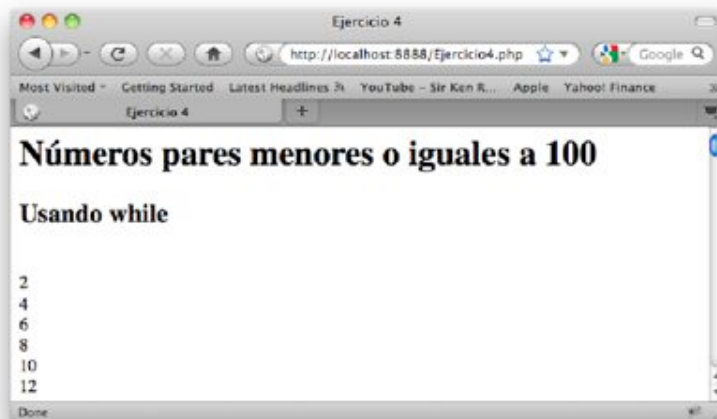 Ejercicio 4
http://localhost:8888/Ejercicio4.php
Google
Most Visited Getting Started Latest Headlines YouTube – Sir Ken R... Apple Yahoo! Finance
Ejercicio 4 +
Números pares menores o iguales a 100
Usando while
2
4
6
8
10
12
Done